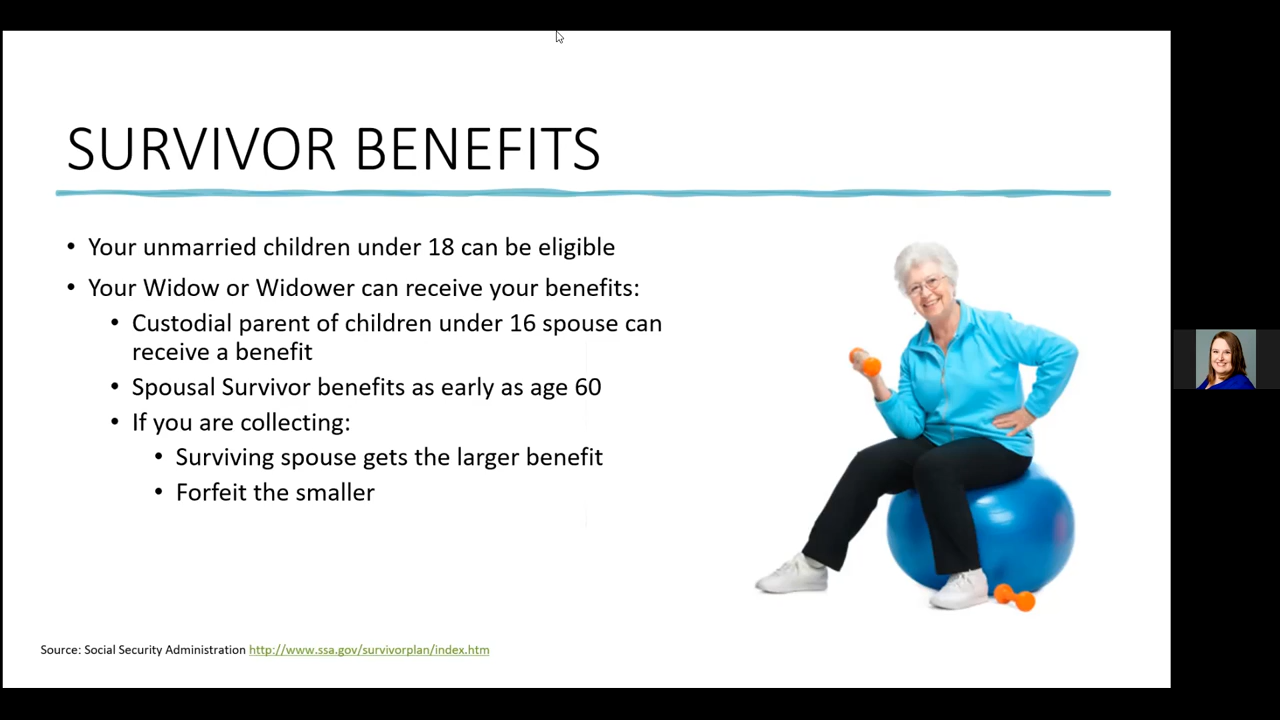 SURVIVOR BENEFITS
• Your unmarried children under 18 can be eligible
• Your Widow or Widower can receive your benefits:
• Custodial parent of children under 16 spouse can
receive a benefit
• Spousal Survivor benefits as early as age 60
• If you are collecting:
• Surviving spouse gets the larger benefit
• Forfeit the smaller
Source: Social Security Administration http://www.ssa.gov/survivorplan/index.htm